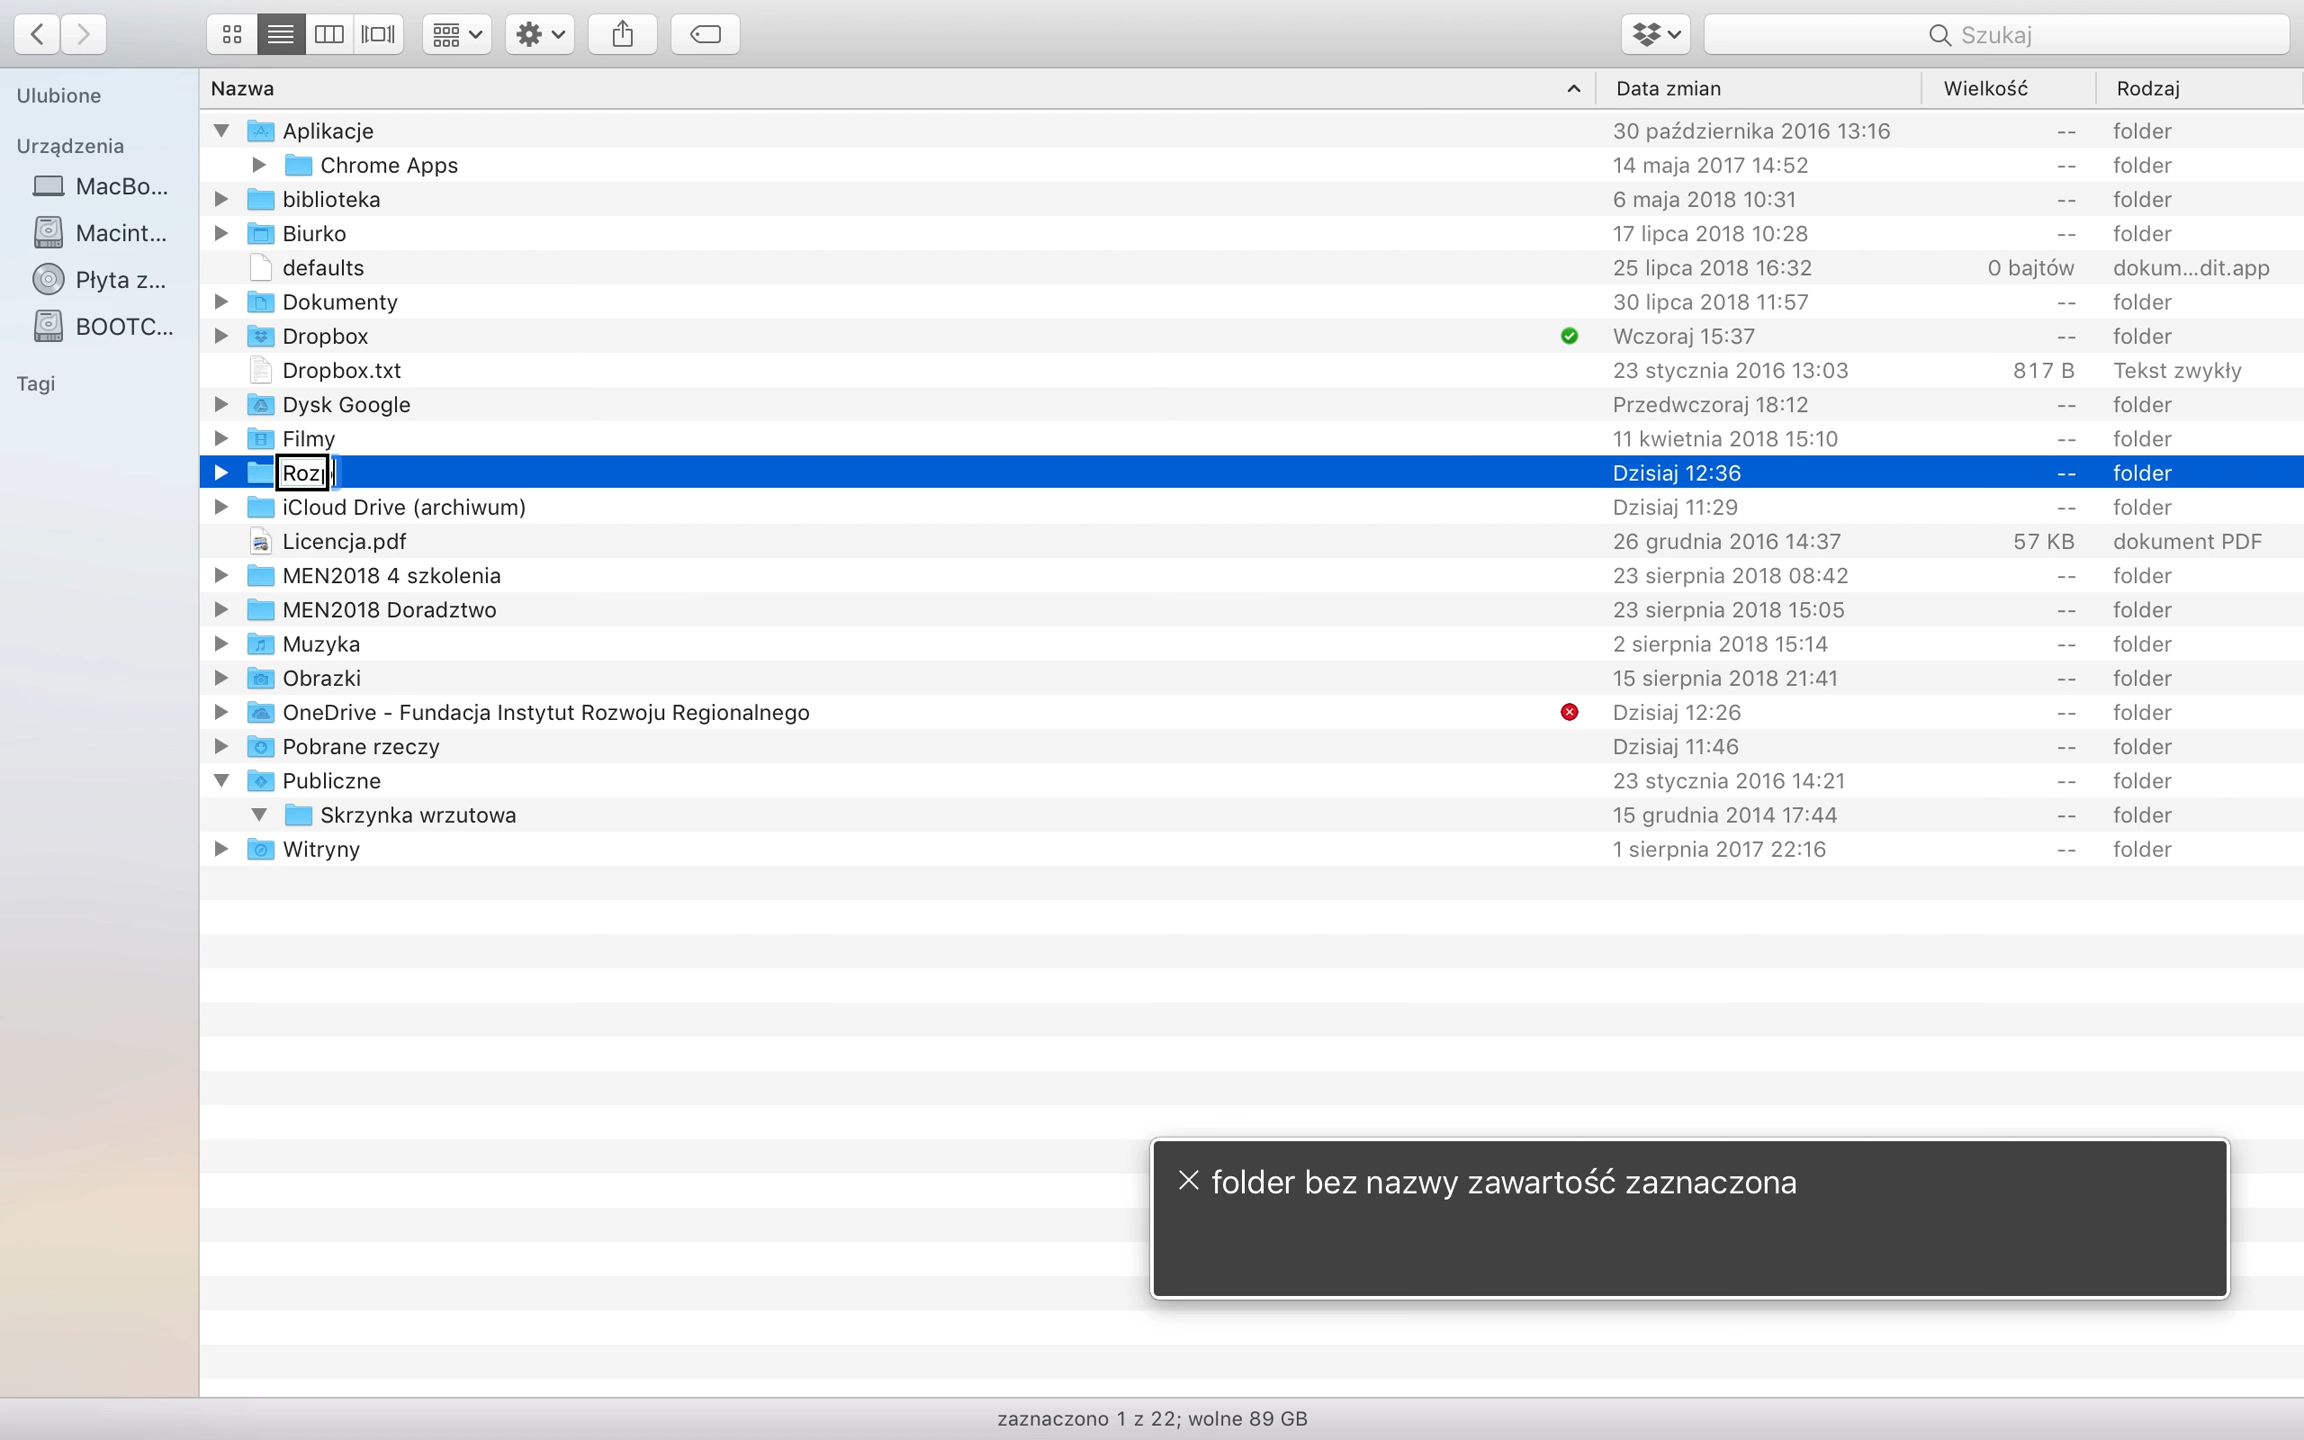 Szukaj
Ulubione
Urządzenia
MacBo...
Macint...
Płyta z...
BOOTC...
Tagi
Nazwa Data zmian Wielkość Rodzaj
Aplikacje 30 października 2016 13:16 -- folder
Chrome Apps 14 maja 2017 14:52 -- folder
biblioteka 6 maja 2018 10:31 -- folder
Biurko 17 lipca 2018 10:28 -- folder
defaults 25 lipca 2018 16:32 0 bajtów dokum...dit.app
Dokumenty 30 lipca 2018 11:57 -- folder
Dropbox Wczoraj 15:37 -- folder
Dropbox.txt 23 stycznia 2016 13:03 817 B Tekst zwykły
Dysk Google Przedwczoraj 18:12 -- folder
Filmy 11 kwietnia 2018 15:10 -- folder
Rozp Dzisiaj 12:36 -- folder
iCloud Drive (archiwum) Dzisiaj 11:29 -- folder
Licencja.pdf 26 grudnia 2016 14:37 57 KB dokument PDF
MEN2018 4 szkolenia 23 sierpnia 2018 08:42 -- folder
MEN2018 Doradztwo 23 sierpnia 2018 15:05 -- folder
Muzyka 2 sierpnia 2018 15:14 -- folder
Obrazki 15 sierpnia 2018 21:41 -- folder
OneDrive - Fundacja Instytut Rozwoju Regionalnego Dzisiaj 12:26 -- folder
Pobrane rzeczy Dzisiaj 11:46 -- folder
Publiczne 23 stycznia 2016 14:21 -- folder
Skrzynka wrzutowa 15 grudnia 2014 17:44 -- folder
Witryny 1 sierpnia 2017 22:16 -- folder
folder bez nazwy zawartość zaznaczona
zaznaczono 1 z 22; wolne 89 GB